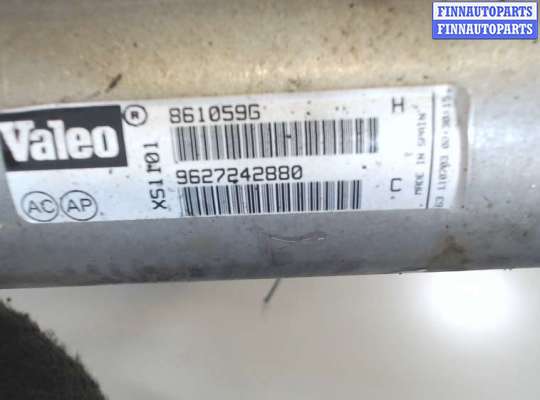 FINNAUTOPARTS
FINNAUTOPARTS
Valeo ®
861059G
H
XS1101
9627242880
C
AC AP
MADE IN SPAIN